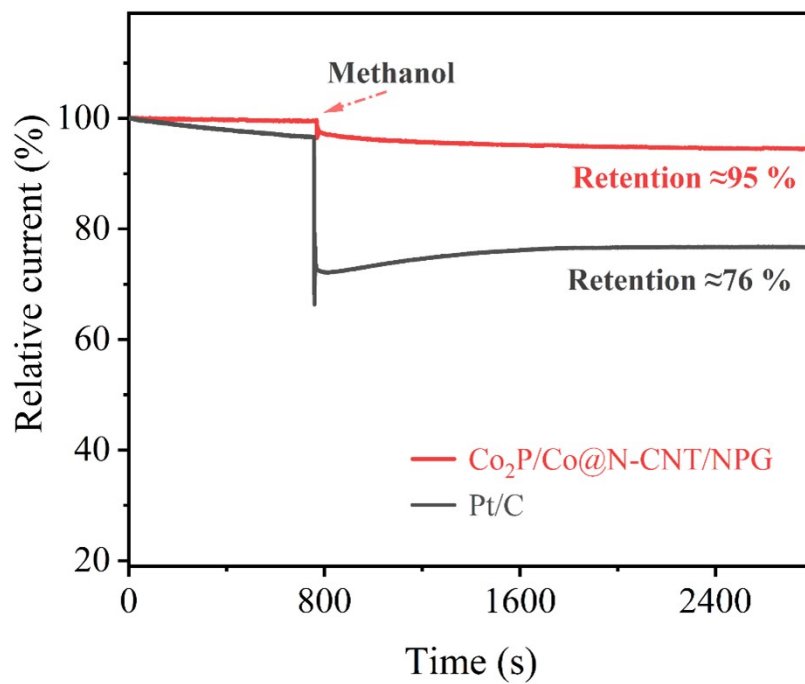 Methanol
100
Retention ≈95 %
80
Retention ≈76 %
60
40
Co₂P/Co@N-CNT/NPG
Pt/C
20
0
800
1600
2400
Relative current (%)
Time (s)